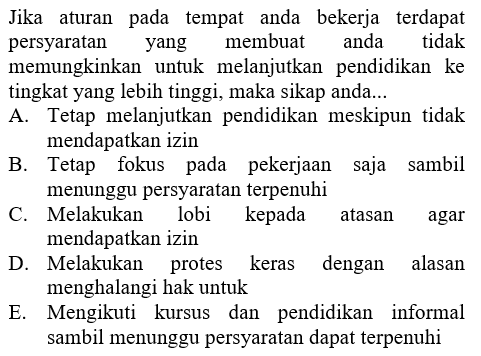 Jika aturan pada tempat anda bekerja terdapat
persyaratan yang membuat anda tidak
memungkinkan untuk melanjutkan pendidikan ke
tingkat yang lebih tinggi, maka sikap anda...
A. Tetap melanjutkan pendidikan meskipun tidak
mendapatkan izin
B. Tetap fokus pada pekerjaan saja sambil
menunggu persyaratan terpenuhi
C. Melakukan lobi kepada atasan agar
mendapatkan izin
D. Melakukan protes keras dengan alasan
menghalangi hak untuk
E. Mengikuti kursus dan pendidikan informal
sambil menunggu persyaratan dapat terpenuhi